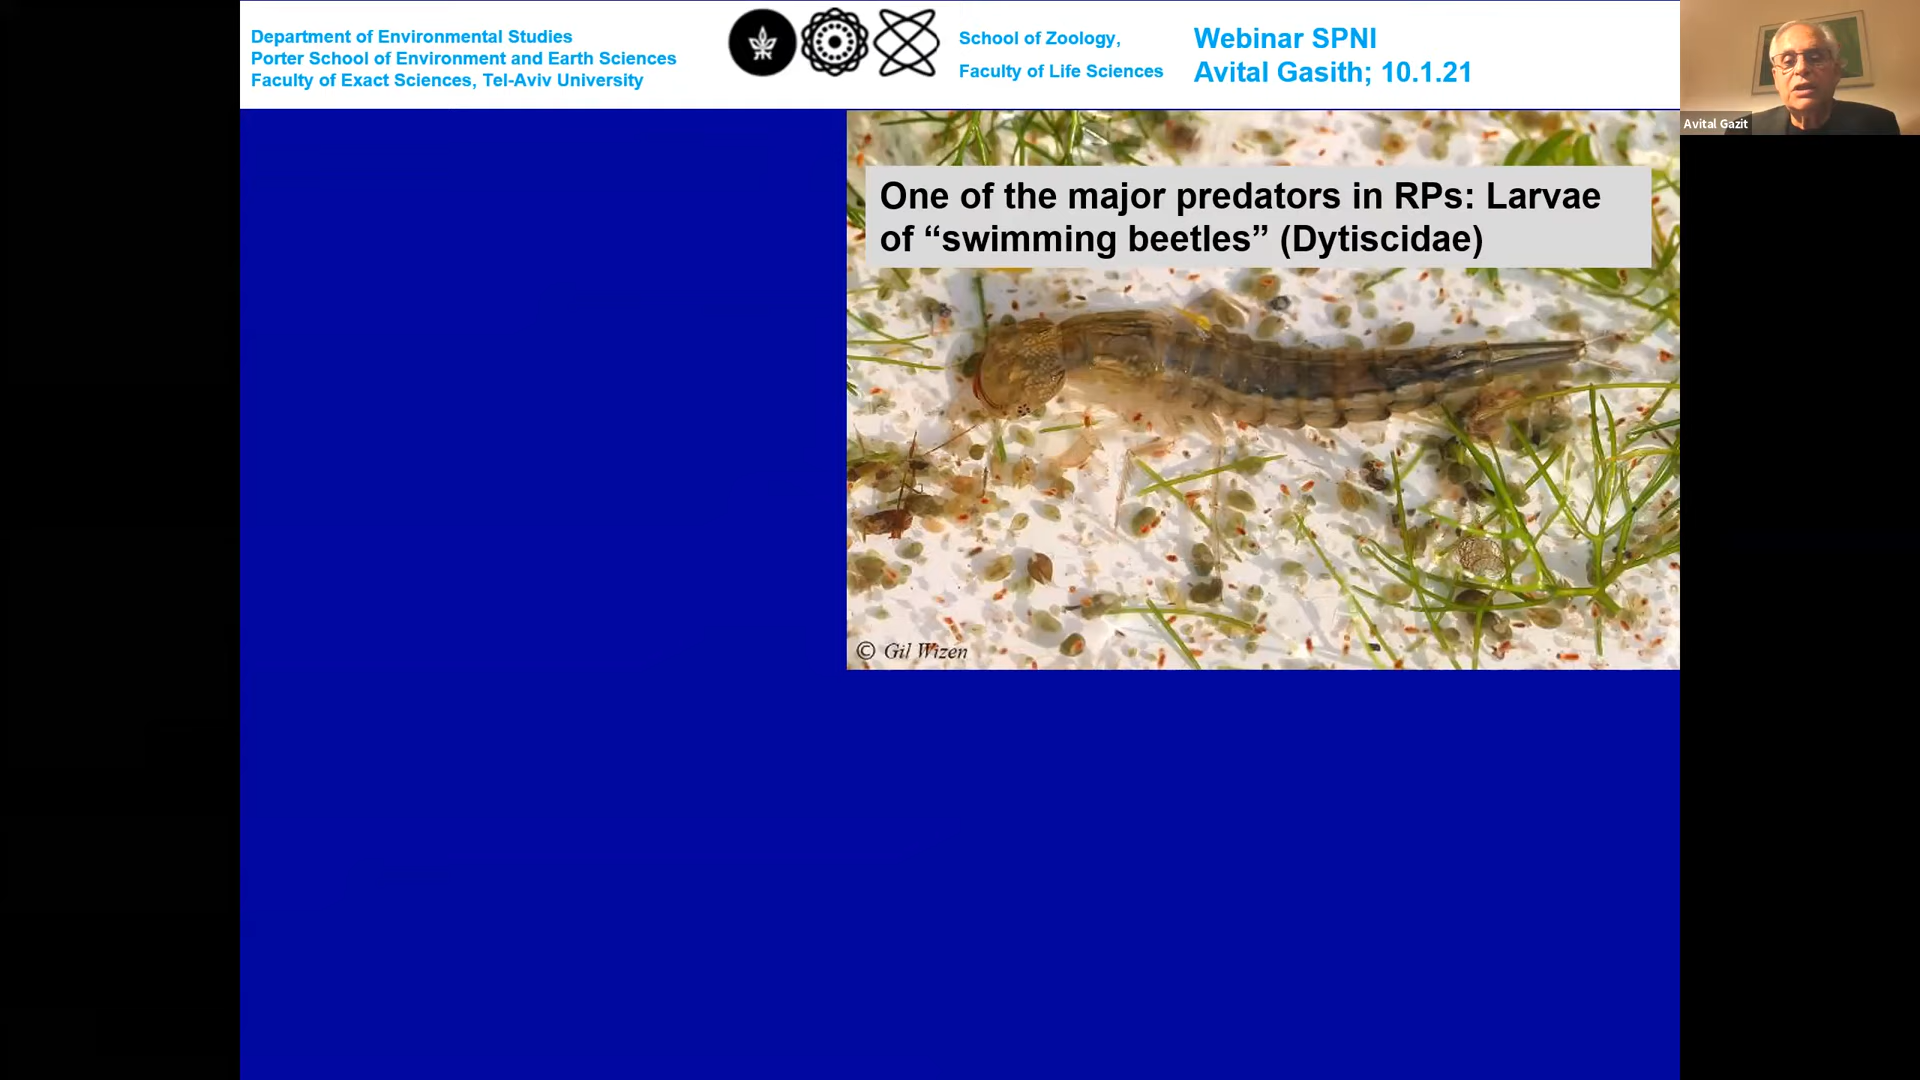 Department of Environmental Studies
Porter School of Environment and Earth Sciences
Faculty of Exact Sciences, Tel-Aviv University
School of Zoology,
Faculty of Life Sciences
Webinar SPNI
Avital Gasith; 10.1.21
Avital Gazit
One of the major predators in RPs: Larvae
of “swimming beetles” (Dytiscidae)
© Gil Wizen